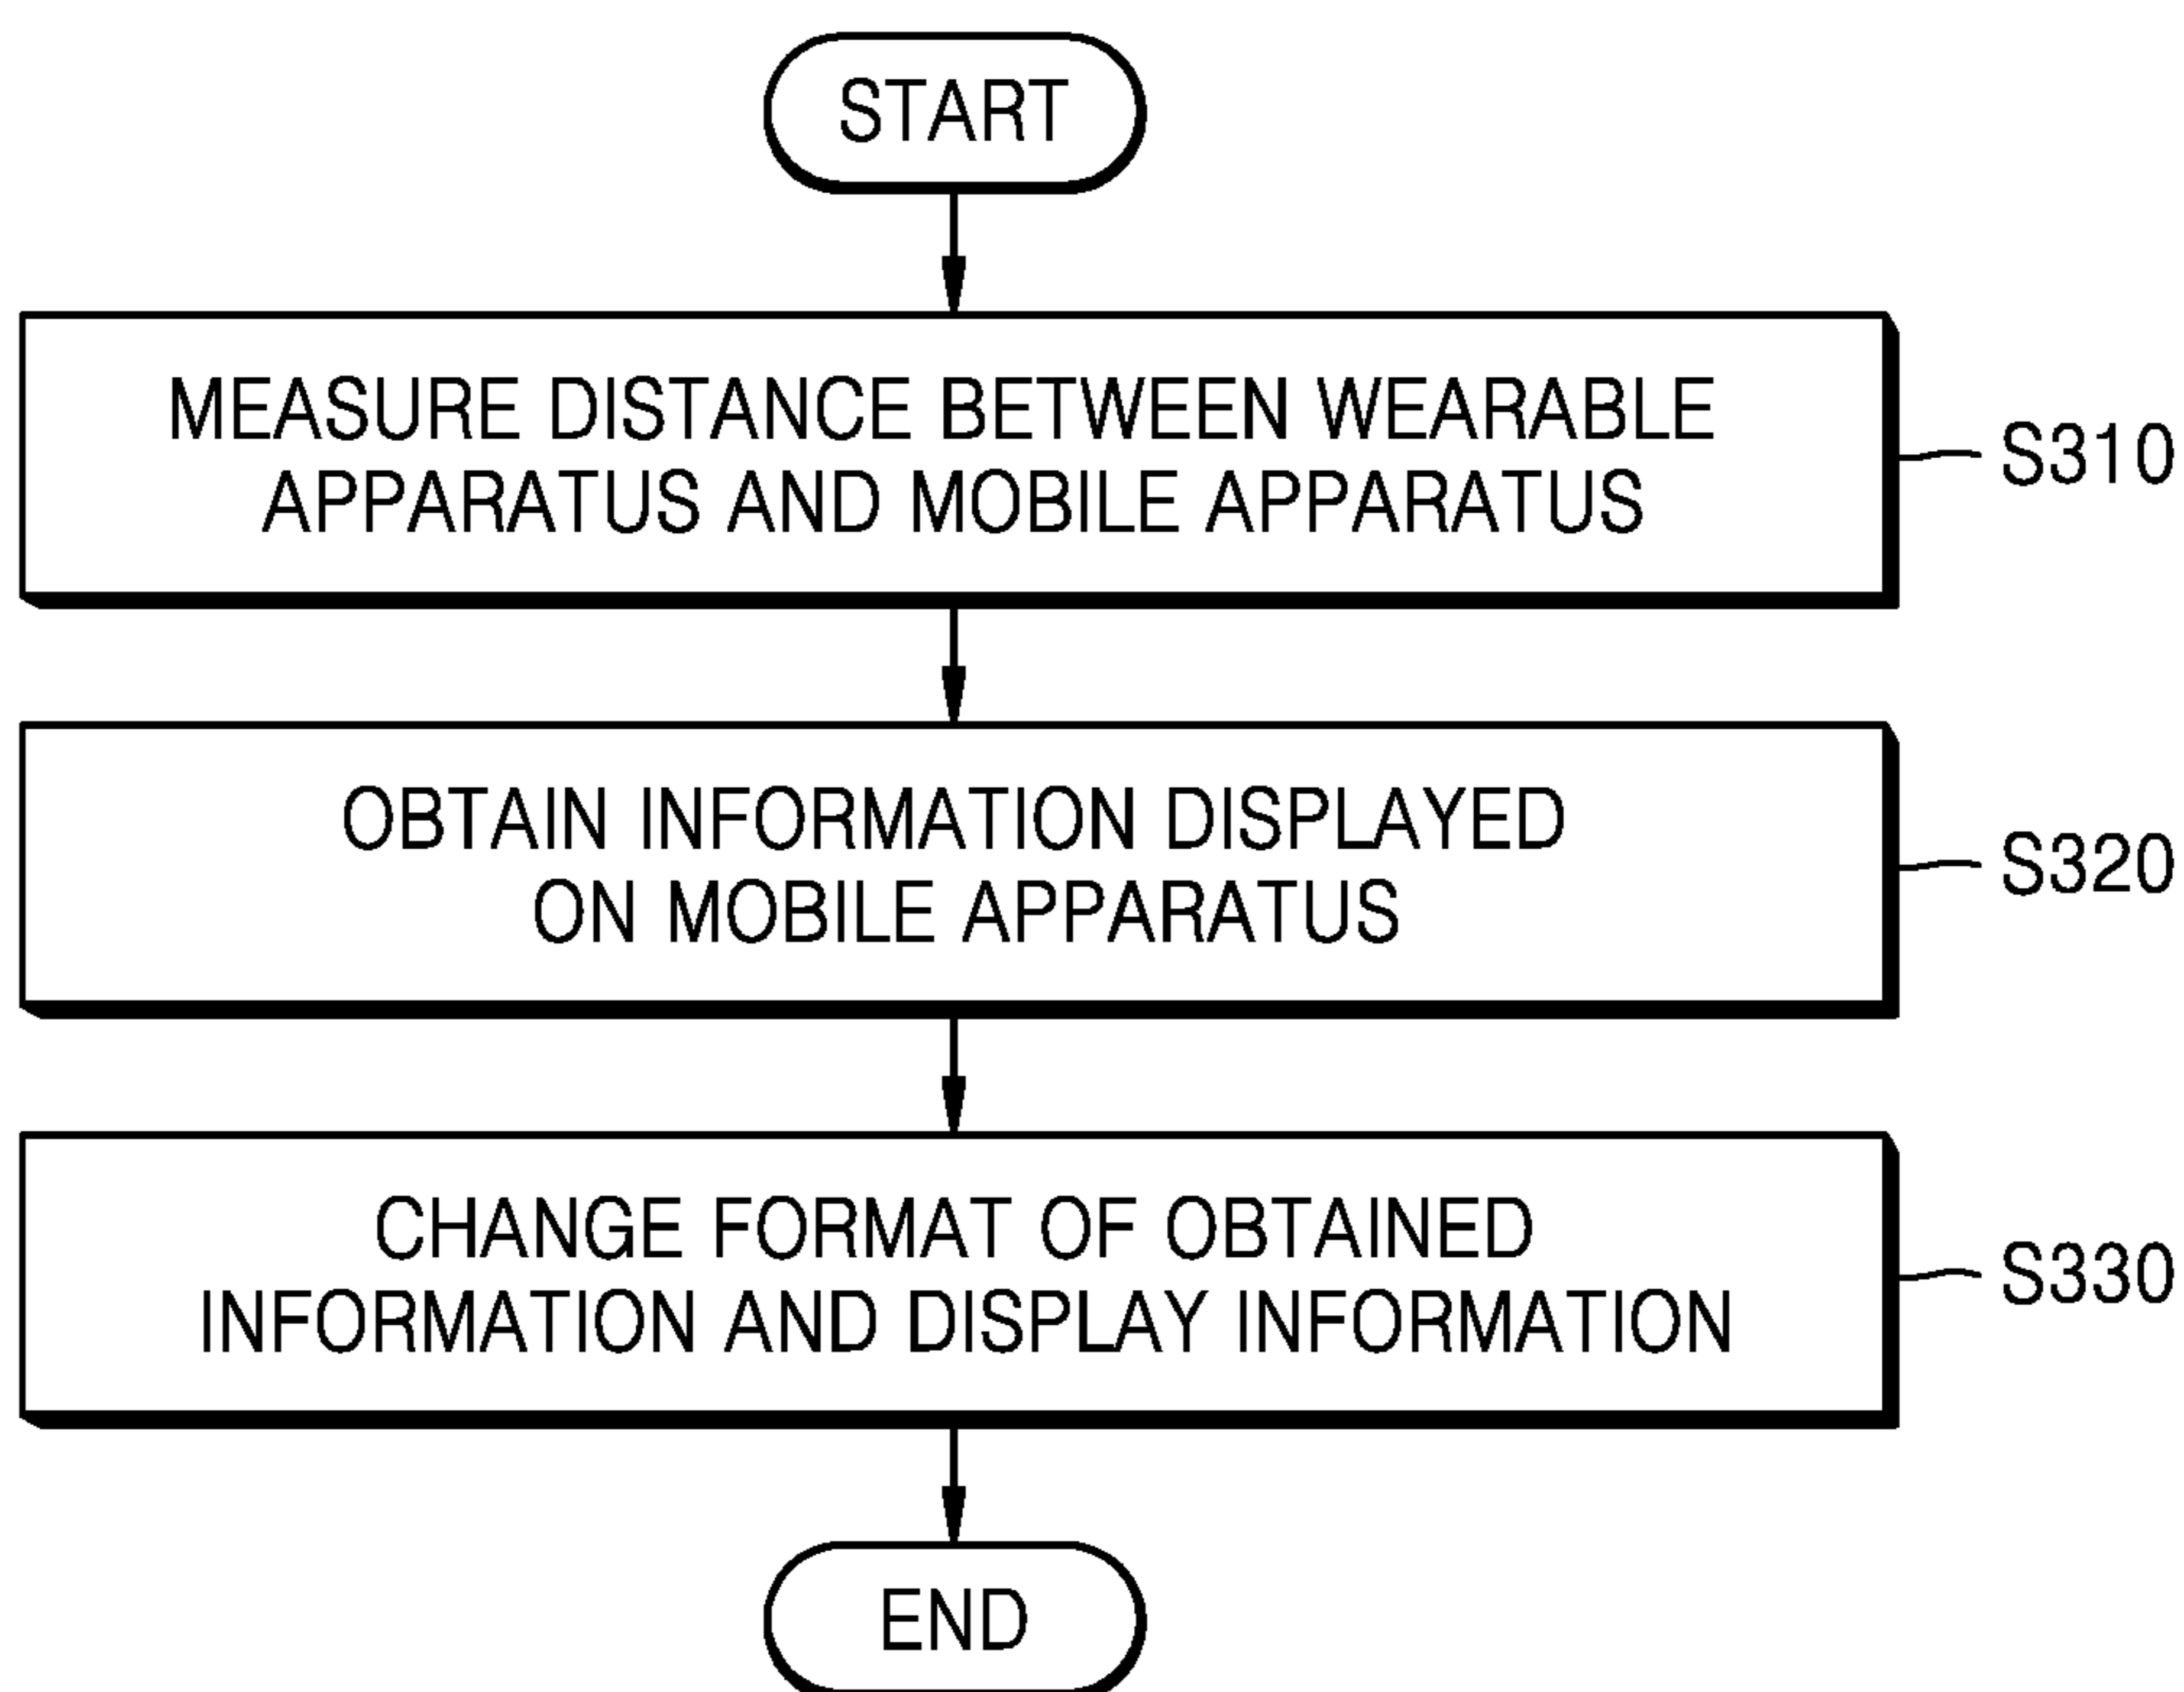 START
MEASURE DISTANCE BETWEEN WEARABLE
APPARATUS AND MOBILE APPARATUS
S310
OBTAIN INFORMATION DISPLAYED
ON MOBILE APPARATUS
S320
CHANGE FORMAT OF OBTAINED
INFORMATION AND DISPLAY INFORMATION
S330
END